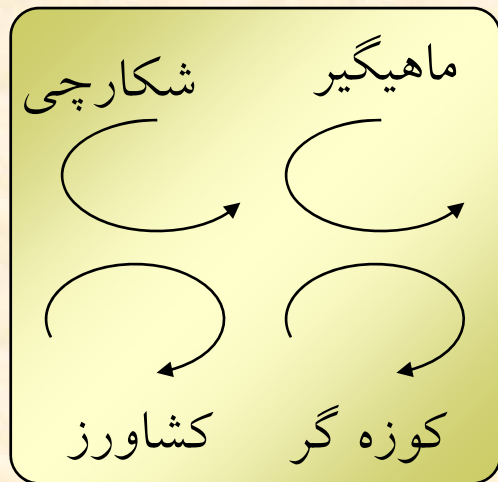 ماهیگیر
شکارچی
کوزه گر
کشاورز